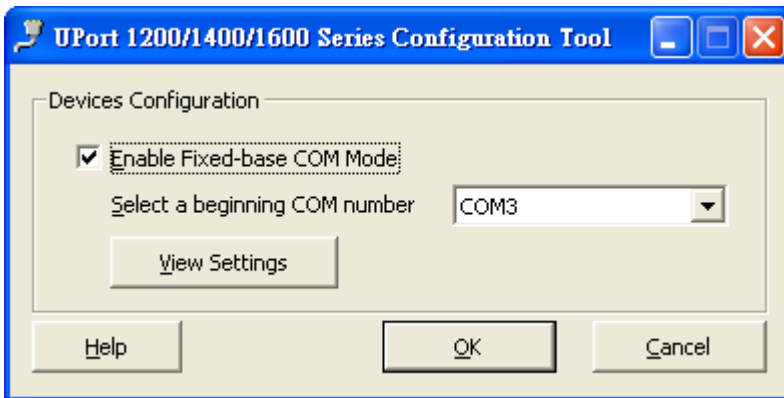 UPort 1200/1400/1600 Series Configuration Tool
Devices Configuration
Enable Fixed-base COM Mode
Select a beginning COM number COM3
View Settings
Help OK Cancel